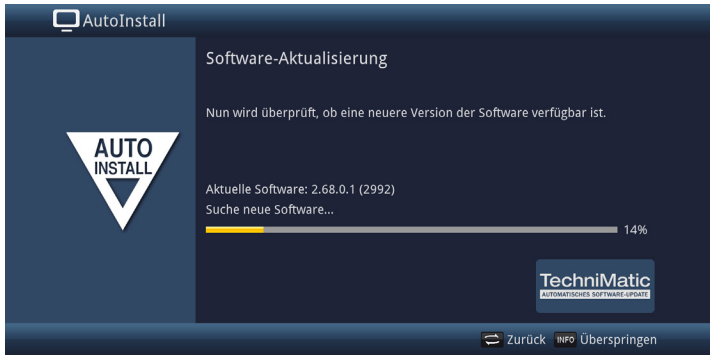 AutoInstall
Software-Aktualisierung
Nun wird überprüft, ob eine neuere Version der Software verfügbar ist.
AUTO
INSTALL
Aktuelle Software: 2.68.0.1 (2992)
Suche neue Software...
14%
TechniMatic
AUTOMATISCHES SOFTWARE-UPDATE
Zurück INFO Überspringen